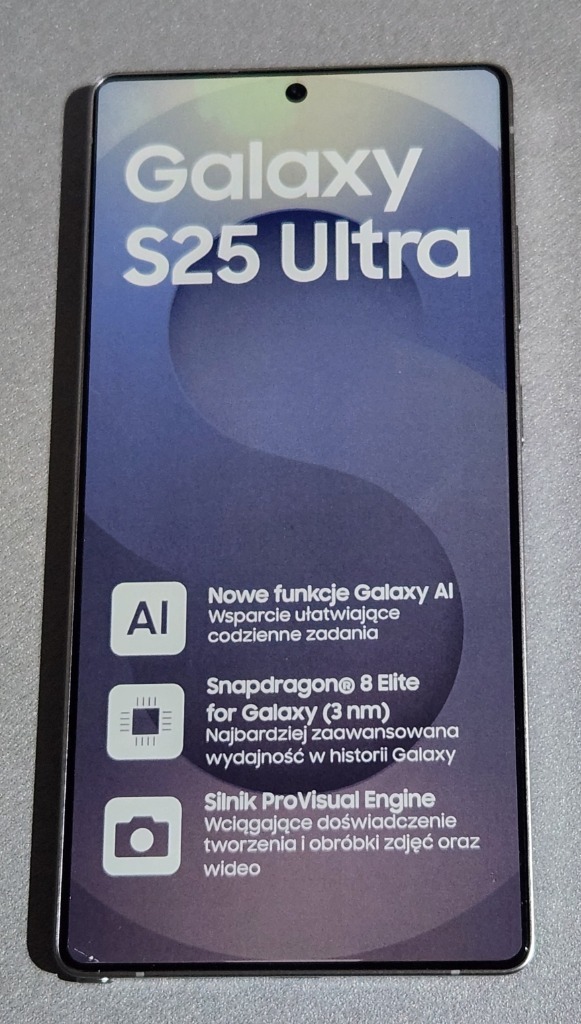 Galaxy
S25 Ultra
AI
Nowe funkcje Galaxy AI
Wsparcie ułatwiające
codzienne zadania
Snapdragon® 8 Elite
for Galaxy (3 nm)
Najbardziej zaawansowana
wydajność w historii Galaxy
Silnik ProVisual Engine
Wciągające doświadczenie
tworzenia i obróbki zdjęć oraz
wideo